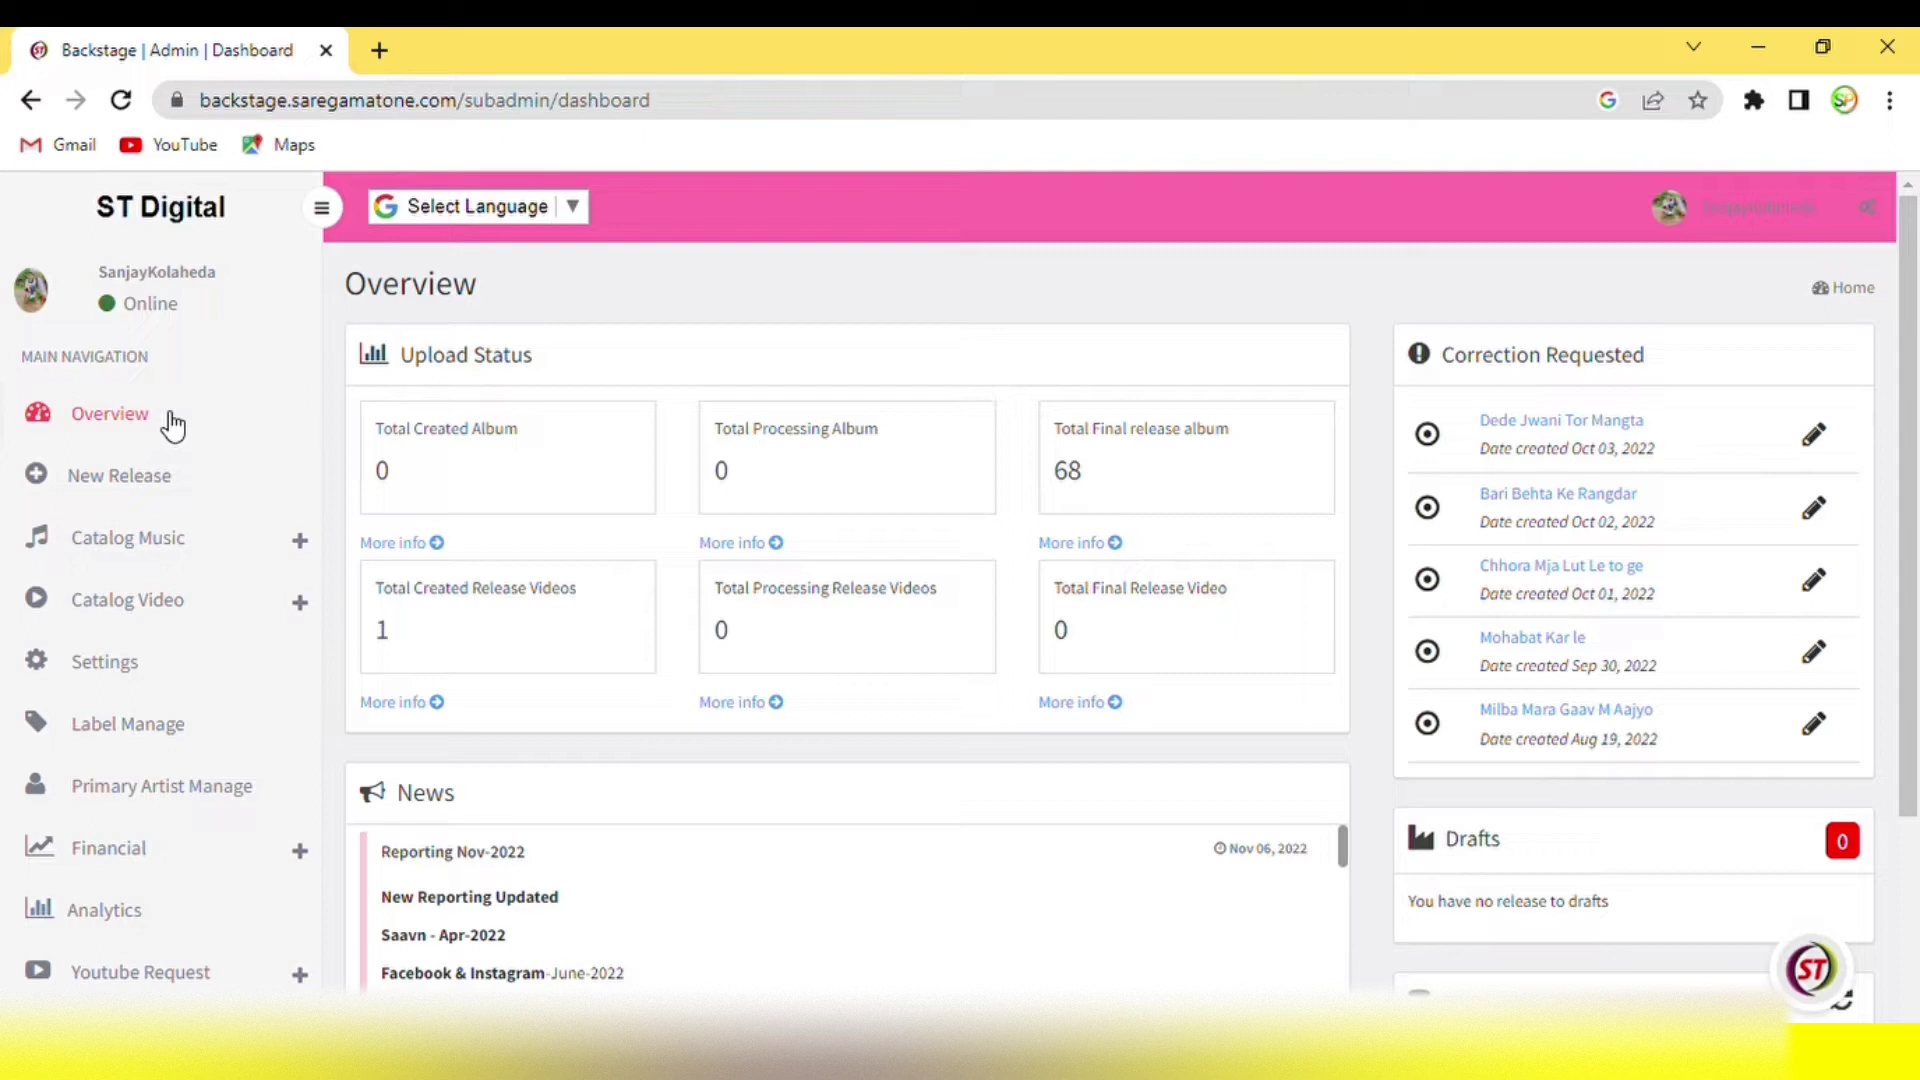 Backstage | Admin | Dashboard
backstage.saregamatone.com/subadmin/dashboard
Gmail
YouTube
Maps
ST Digital
Select Language
SanjayKolaheda
Online
MAIN NAVIGATION
Overview
New Release
Catalog Music
Catalog Video
Settings
Label Manage
Primary Artist Manage
Financial
Analytics
Youtube Request
Overview
Home
Upload Status
Total Created Album
0
More info
Total Processing Album
0
More info
Total Final release album
68
More info
Total Created Release Videos
1
More info
Total Processing Release Videos
0
More info
Total Final Release Video
0
More info
News
Reporting Nov-2022
Nov 06, 2022
New Reporting Updated
Saavn - Apr-2022
Facebook & Instagram-June-2022
Correction Requested
Dede Jwani Tor Mangta
Date created Oct 03, 2022
Bari Behta Ke Rangdar
Date created Oct 02, 2022
Chhora Mja Lut Le to ge
Date created Oct 01, 2022
Mohabat Kar le
Date created Sep 30, 2022
Milba Mara Gaav M Aajyo
Date created Aug 19, 2022
Drafts
0
You have no release to drafts
ST